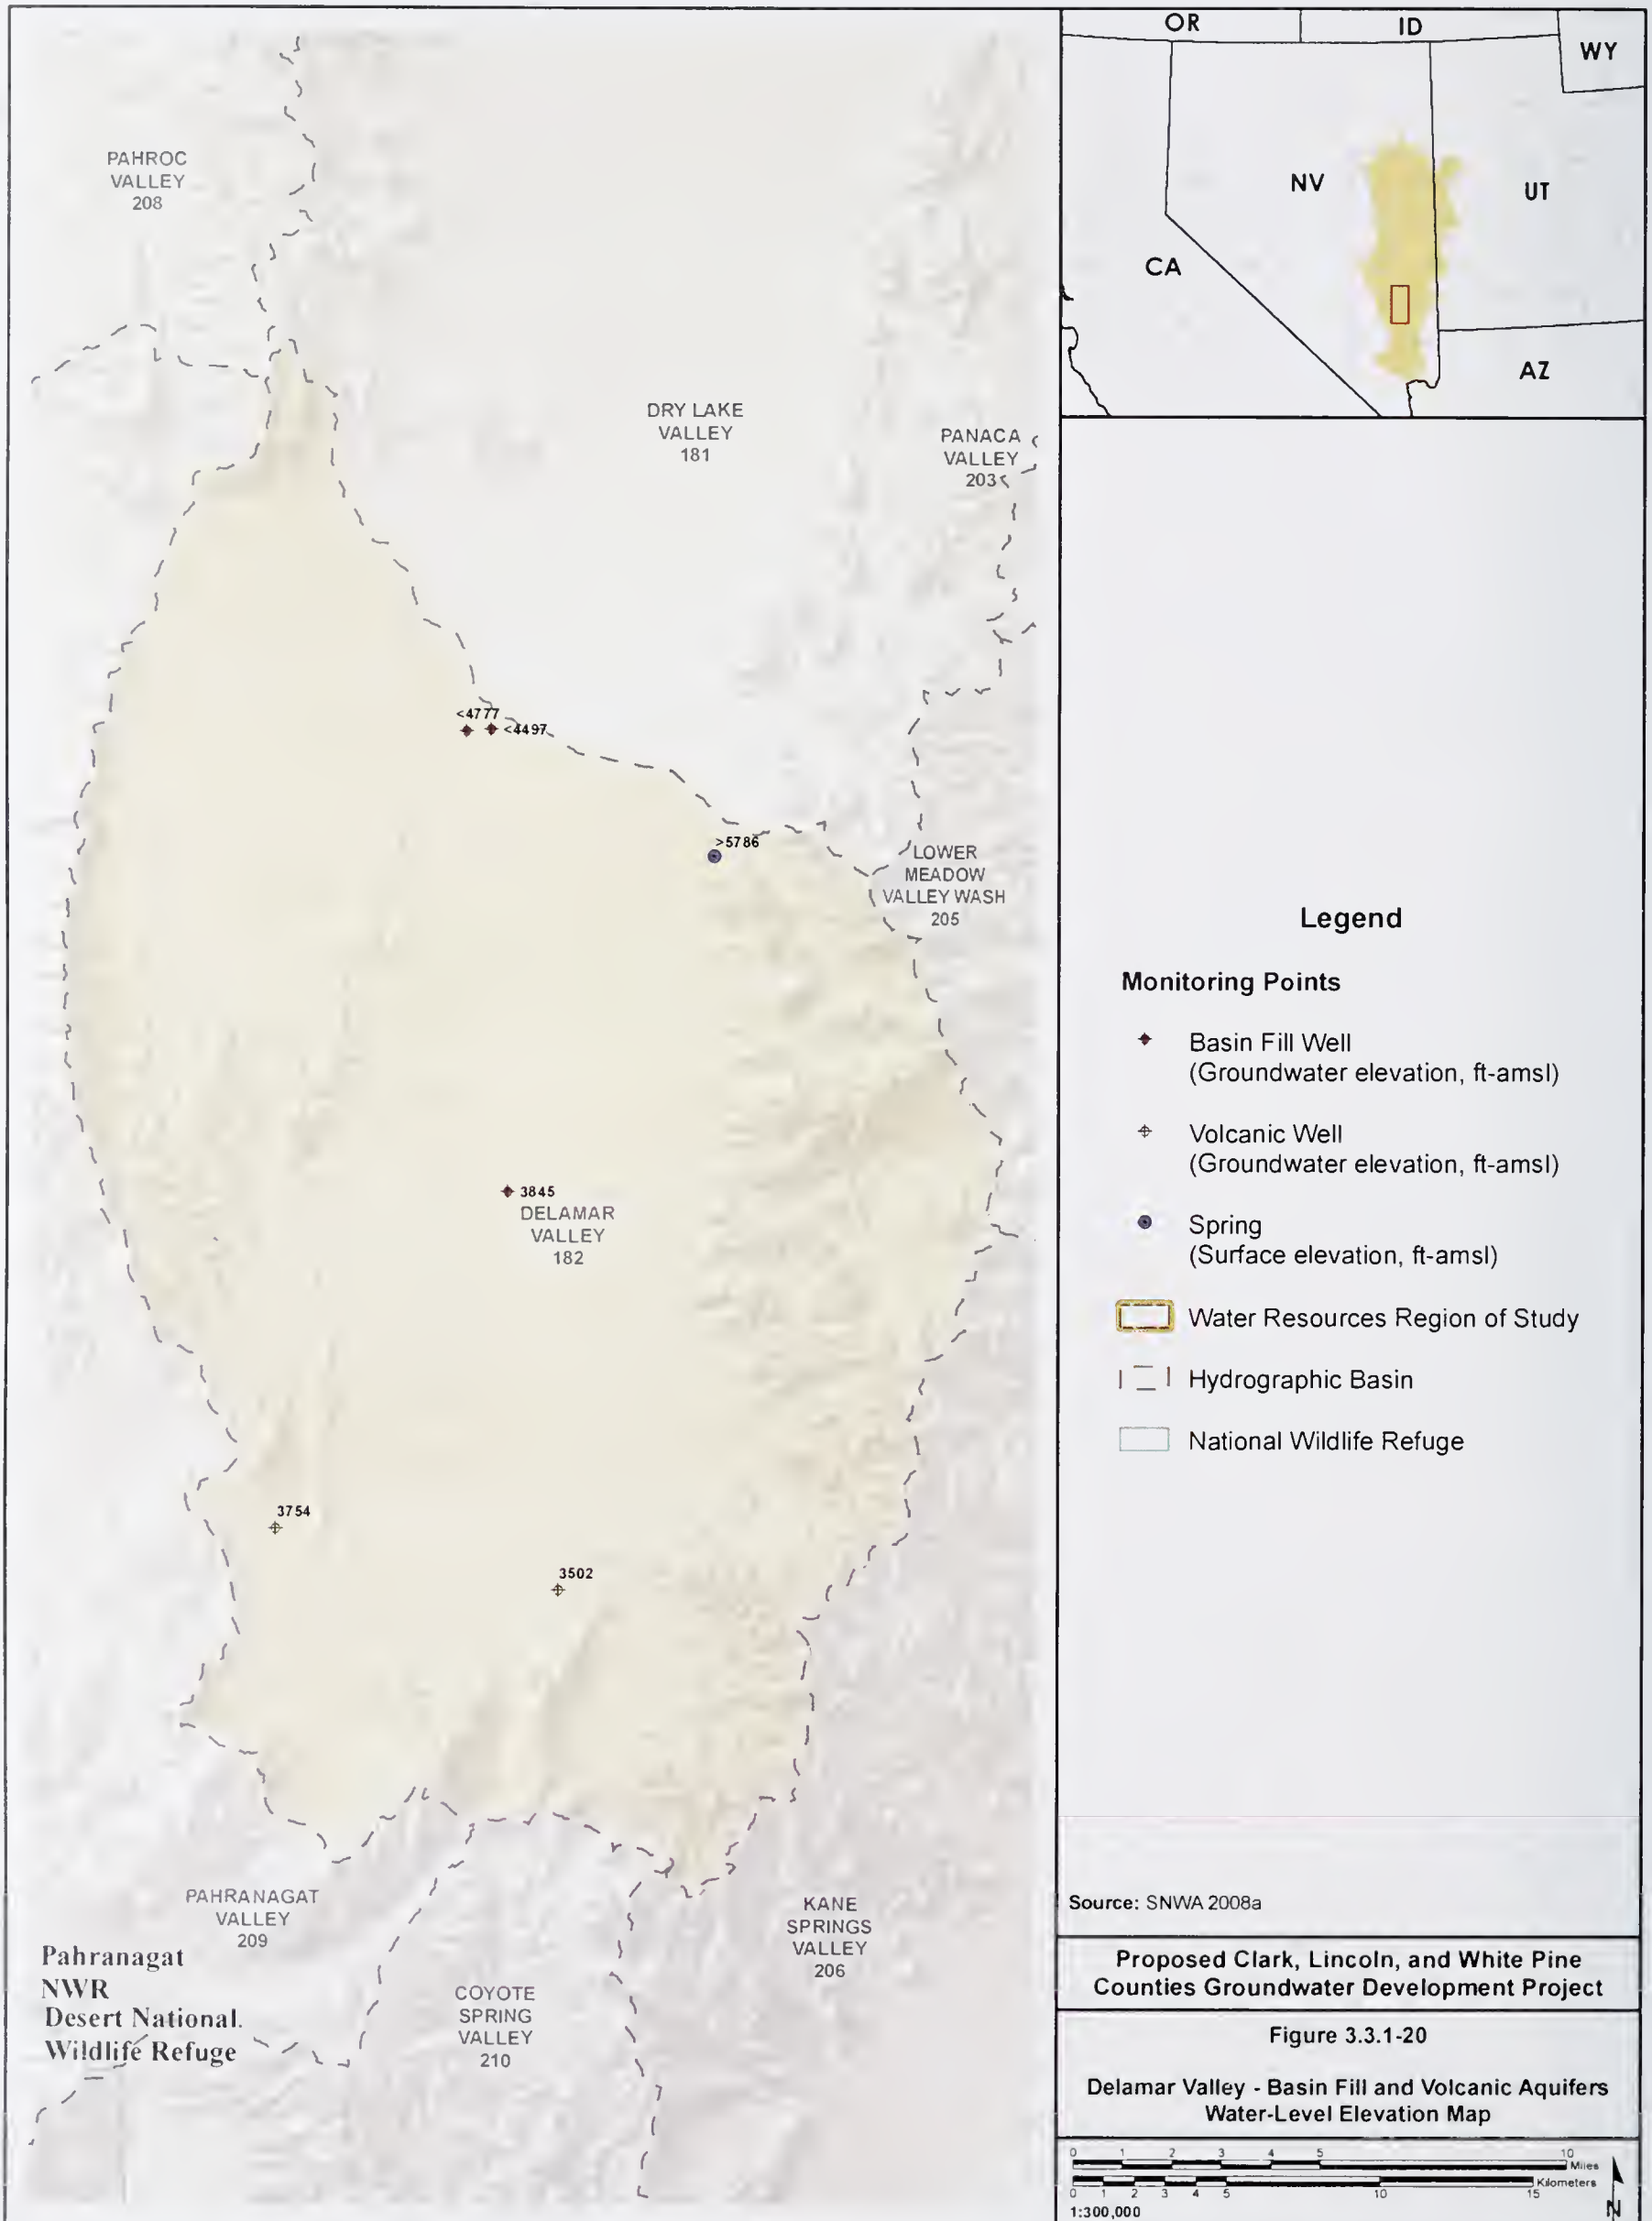 PAHROC
VALLEY
208
DRY LAKE
VALLEY
181
PANACA
VALLEY
203
<4777
<4497
>5786
LOWER
MEADOW
VALLEY WASH
205
3845
DELAMAR
VALLEY
182
3754
3502
PAHRANAGAT
VALLEY
209
Pahranagat
NWR
Desert National.
Wildlife Refuge
COYOTE
SPRING
VALLEY
210
KANE
SPRINGS
VALLEY
206
OR
ID
WY
NV
UT
CA
AZ
Legend
Monitoring Points
Basin Fill Well
(Groundwater elevation, ft-amsl)
Volcanic Well
(Groundwater elevation, ft-amsl)
Spring
(Surface elevation, ft-amsl)
Water Resources Region of Study
Hydrographic Basin
National Wildlife Refuge
Source: SNWA 2008a
Proposed Clark, Lincoln, and White Pine
Counties Groundwater Development Project
Figure 3.3.1-20
Delamar Valley - Basin Fill and Volcanic Aquifers
Water-Level Elevation Map
0 1 2 3 4 5 10
Miles
Kilometers
0 1 2 3 4 5 10 15
1:300,000
N